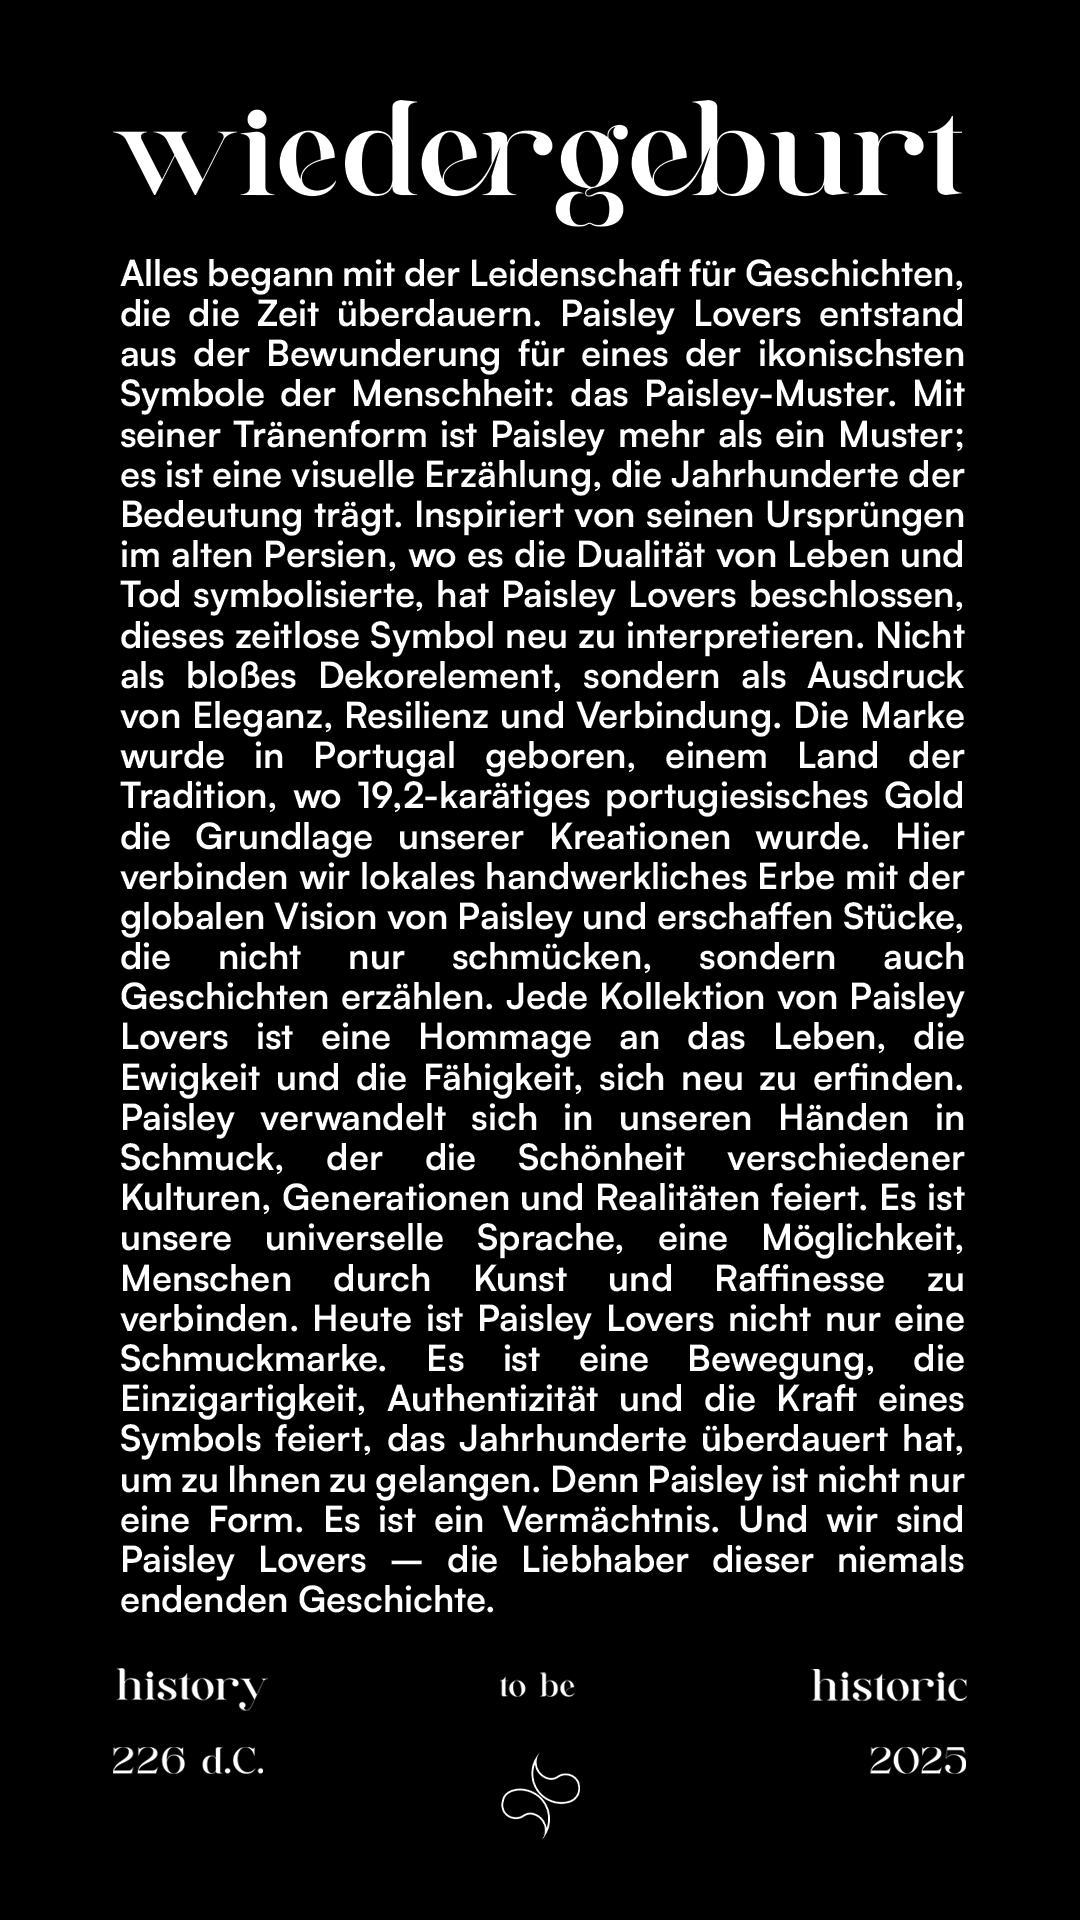 wiedergeburt
Alles begann mit der Leidenschaft für Geschichten,
die die Zeit überdauern. Paisley Lovers entstand
aus der Bewunderung für eines der ikonischsten
Symbole der Menschheit: das Paisley-Muster. Mit
seiner Tränenform ist Paisley mehr als ein Muster;
es ist eine visuelle Erzählung, die Jahrhunderte der
Bedeutung trägt. Inspiriert von seinen Ursprüngen
im alten Persien, wo es die Dualität von Leben und
Tod symbolisierte, hat Paisley Lovers beschlossen,
dieses zeitlose Symbol neu zu interpretieren. Nicht
als bloßes Dekorelement, sondern als Ausdruck
von Eleganz, Resilienz und Verbindung. Die Marke
wurde in Portugal geboren, einem Land der
Tradition, wo 19,2-karätiges portugiesisches Gold
die Grundlage unserer Kreationen wurde. Hier
verbinden wir lokales handwerkliches Erbe mit der
globalen Vision von Paisley und erschaffen Stücke,
die nicht nur schmücken, sondern auch
Geschichten erzählen. Jede Kollektion von Paisley
Lovers ist eine Hommage an das Leben, die
Ewigkeit und die Fähigkeit, sich neu zu erfinden.
Paisley verwandelt sich in unseren Händen in
Schmuck, der die Schönheit verschiedener
Kulturen, Generationen und Realitäten feiert. Es ist
unsere universelle Sprache, eine Möglichkeit,
Menschen durch Kunst und Raffinesse zu
verbinden. Heute ist Paisley Lovers nicht nur eine
Schmuckmarke. Es ist eine Bewegung, die
Einzigartigkeit, Authentizität und die Kraft eines
Symbols feiert, das Jahrhunderte überdauert hat,
um zu Ihnen zu gelangen. Denn Paisley ist nicht nur
eine Form. Es ist ein Vermächtnis. Und wir sind
Paisley Lovers — die Liebhaber dieser niemals
endenden Geschichte.
history to be historic
226 d.C. 2025